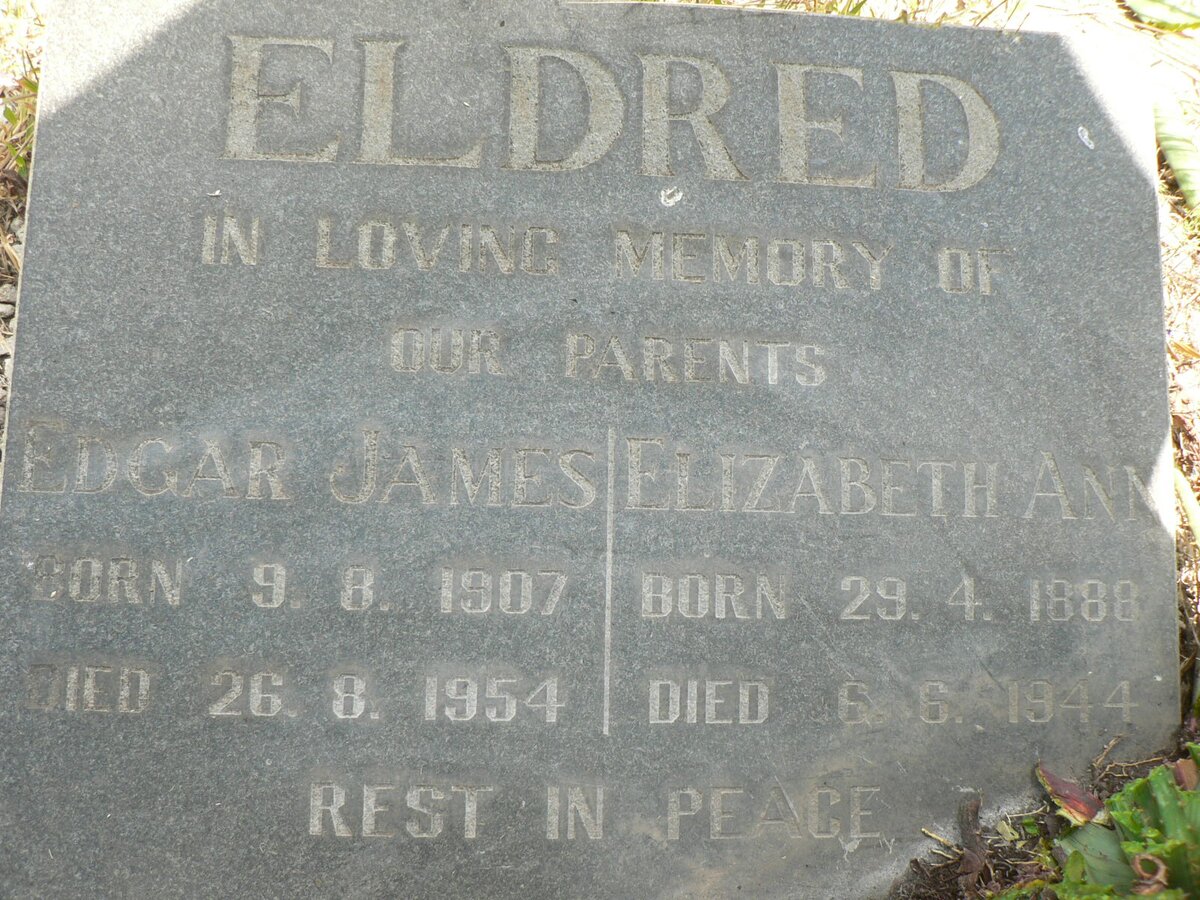 ELDRED
IN LOVING MEMORY OF
OUR PARENTS
EDGAR JAMES
BORN 9. 8. 1907
DIED 26. 8. 1954
ELIZABETH ANN
BORN 29. 4. 1888
DIED 6. 6. 1944
REST IN PEACE